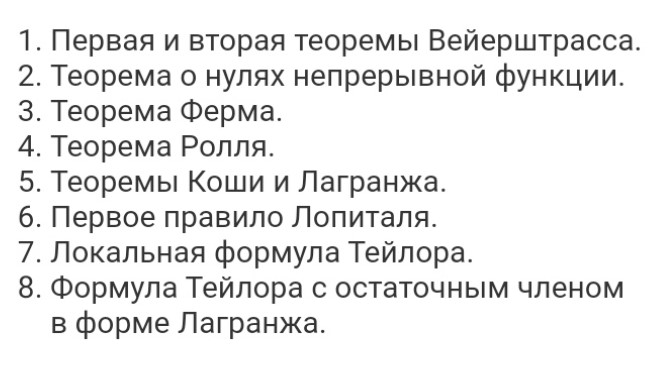 1. Первая и вторая теоремы Вейерштрасса.
2. Теорема о нулях непрерывной функции.
3. Теорема Ферма.
4. Теорема Ролля.
5. Теоремы Коши и Лагранжа.
6. Первое правило Лопиталя.
7. Локальная формула Тейлора.
8. Формула Тейлора с остаточным членом
в форме Лагранжа.